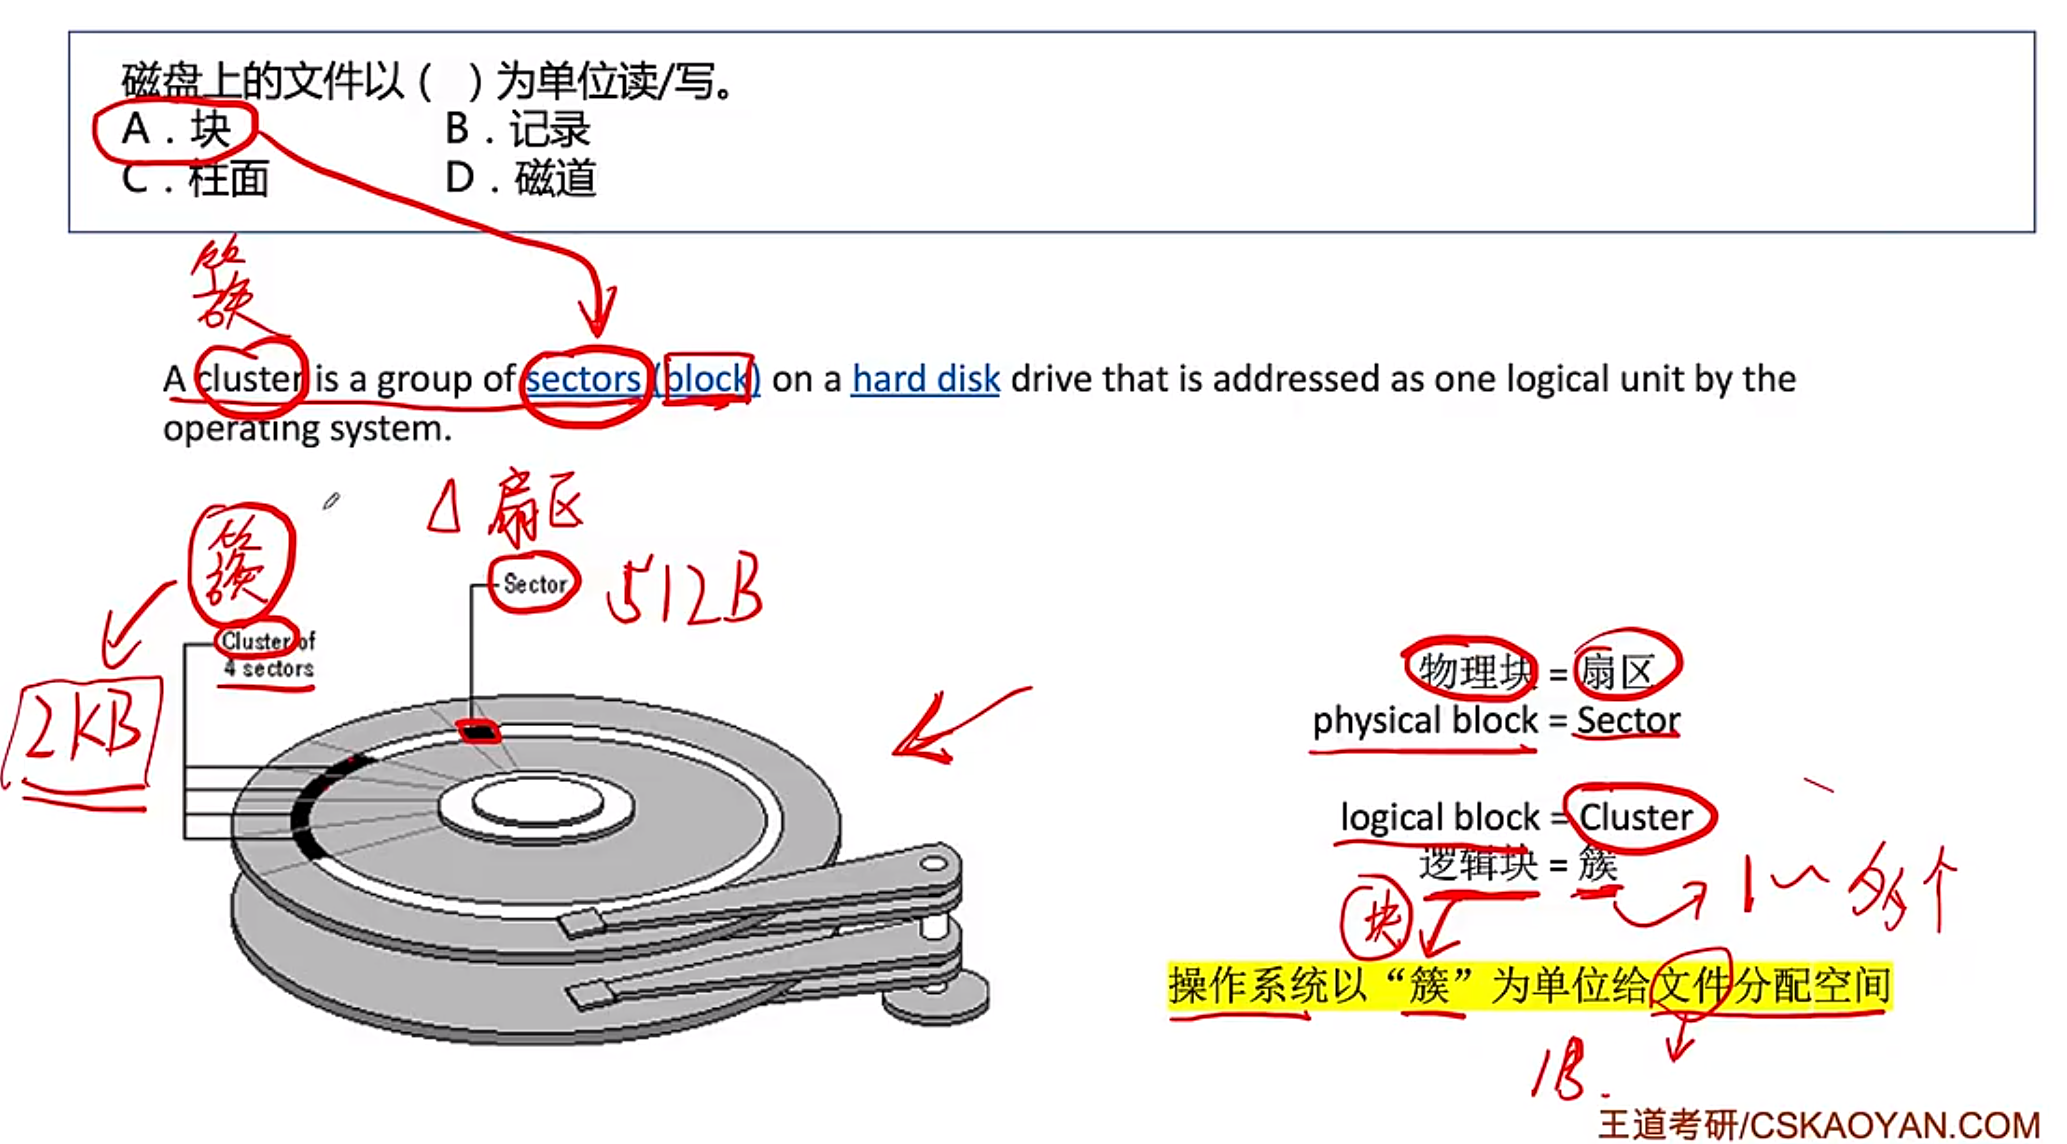 磁盘上的文件以（ ）为单位读/写。
A．块 B．记录
C．柱面 D．磁道
簇
A cluster is a group of sectors (block) on a hard disk drive that is addressed as one logical unit by the
operating system.
扇区
簇
Sector 512B
Cluster of
4 sectors
2KB
物理块 = 扇区
physical block = Sector
logical block = Cluster
逻辑块 = 簇
1～多个
块
操作系统以“簇”为单位给文件分配空间
1B.
王道考研/CSKAOYAN.COM